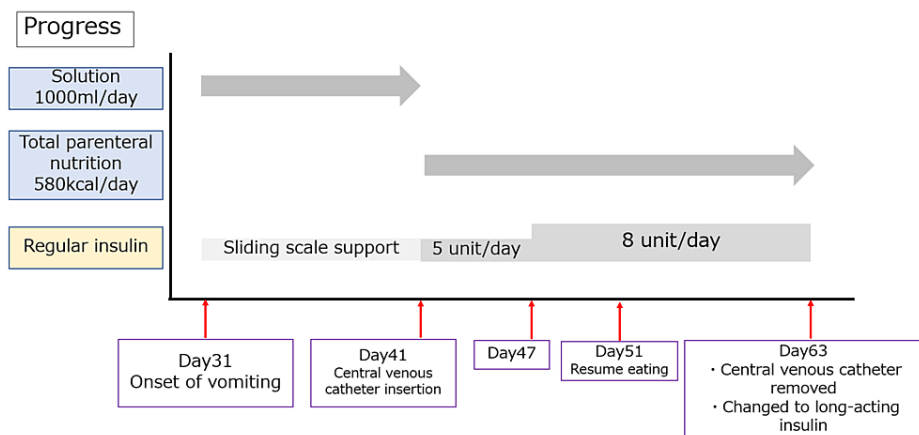 Progress
Solution
1000ml/day
Total parenteral
nutrition
580kcal/day
Regular insulin
Sliding scale support
5 unit/day
8 unit/day
Day31
Onset of vomiting
Day41
Central venous
catheter insertion
Day47
Day51
Resume eating
Day63
・Central venous catheter
removed
・Changed to long-acting
insulin